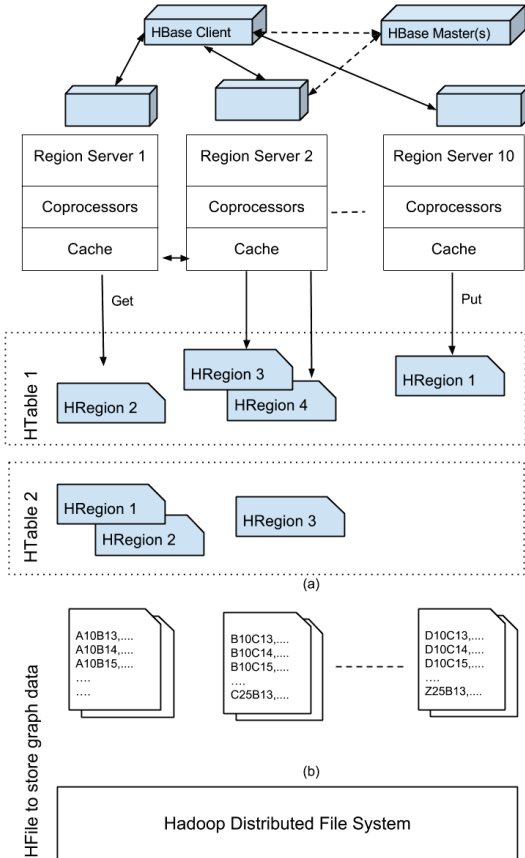 HBase Client
HBase Master(s)
Region Server 1
Region Server 2
Region Server 10
Coprocessors
Coprocessors
Coprocessors
Cache
Cache
Cache
Get
Put
HTable 1
HRegion 2
HRegion 3
HRegion 4
HRegion 1
HTable 2
HRegion 1
HRegion 2
HRegion 3
(a)
HFile to store graph data
A10B13,....
A10B14,....
A10B15,....
....
....
B10C13,....
B10C14,....
B10C15,....
....
C25B13,....
D10C13,....
D10C14,....
D10C15,....
....
Z25B13,....
(b)
Hadoop Distributed File System